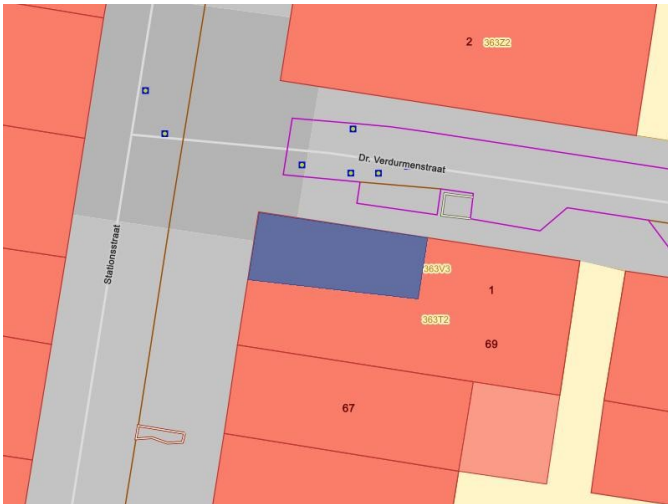 2 363Z2
Dr. Verdurmenstraat
Stationsstraat
363V3
1
363T2
69
67